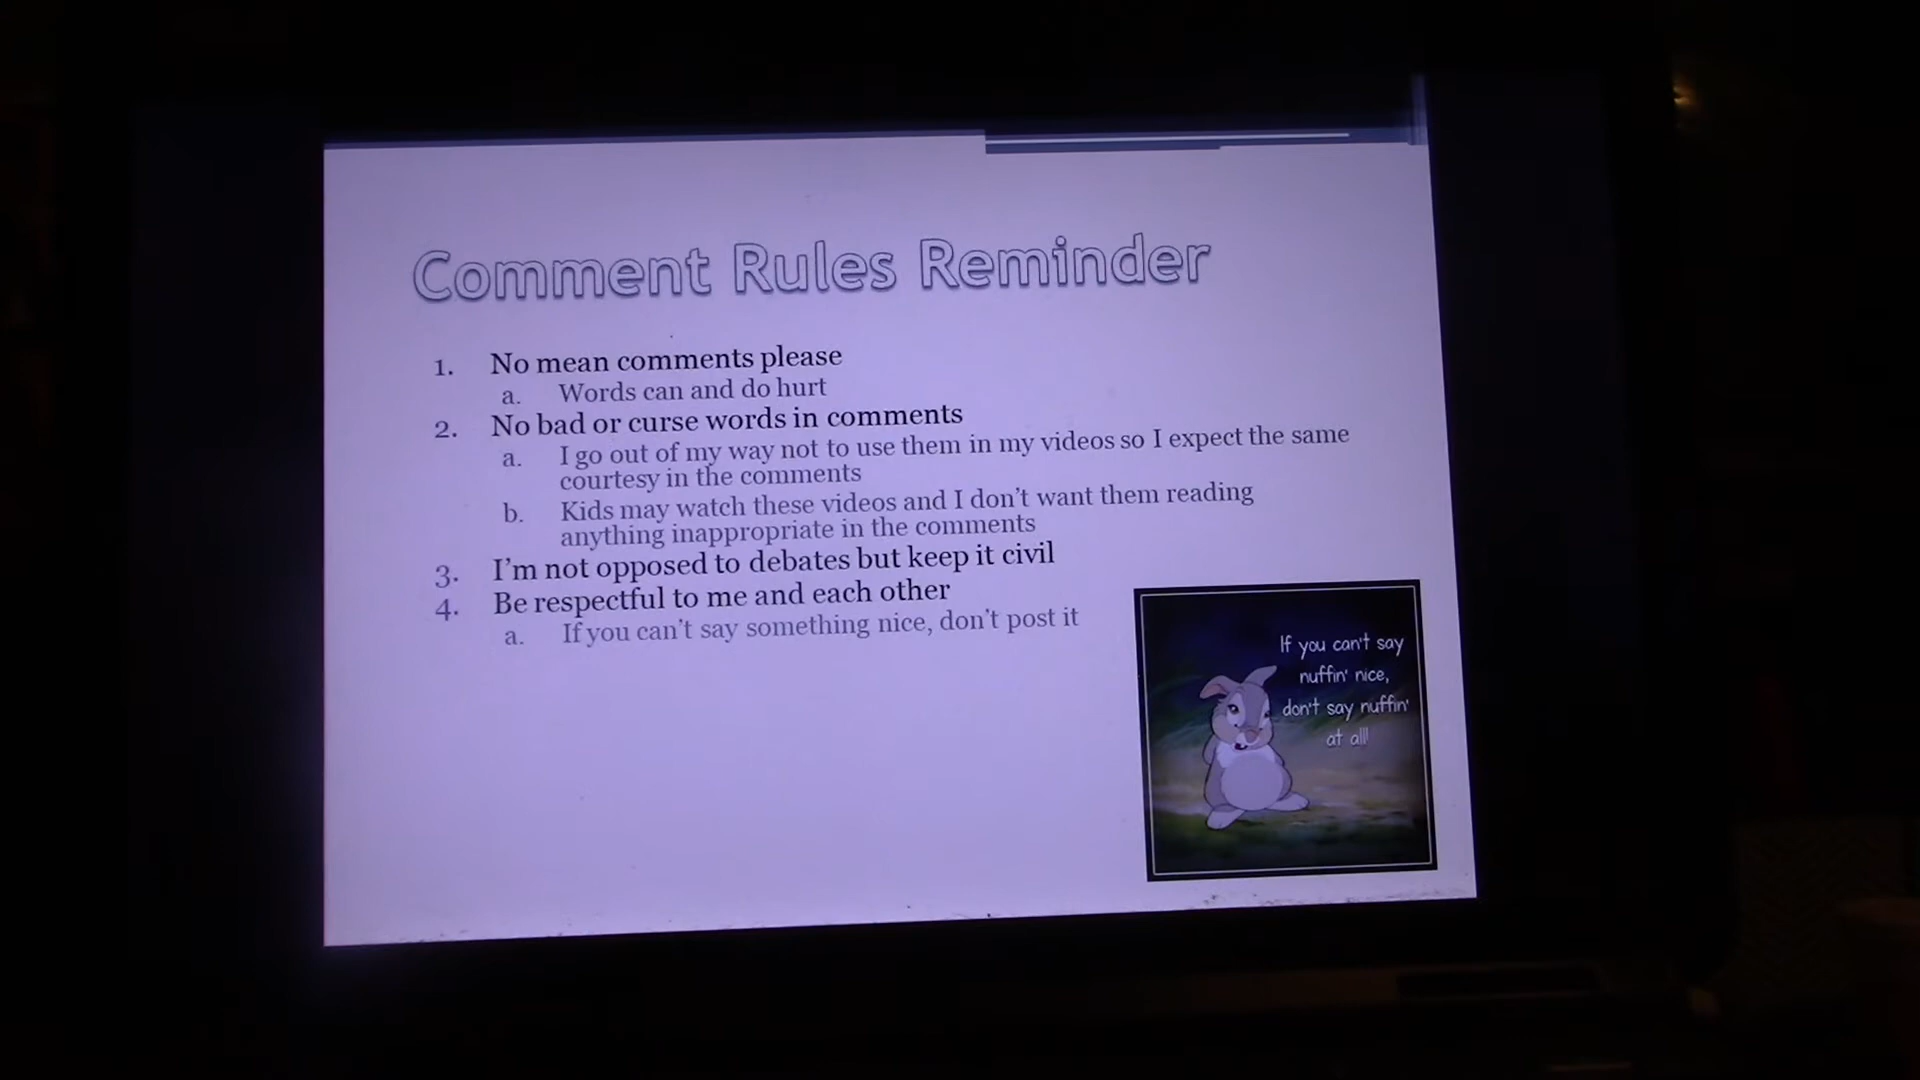 Comment Rules Reminder
1. No mean comments please
a. Words can and do hurt
2. No bad or curse words in comments
a. I go out of my way not to use them in my videos so I expect the same
courtesy in the comments
b. Kids may watch these videos and I don't want them reading
anything inappropriate in the comments
3. I'm not opposed to debates but keep it civil
4. Be respectful to me and each other
a. If you can't say something nice, don't post it
If you can't say
nuffin' nice,
don't say nuffin'
at all!